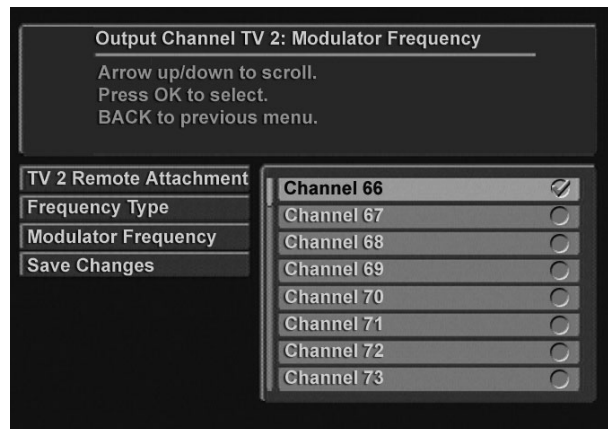 Output Channel TV 2: Modulator Frequency
Arrow up/down to scroll.
Press OK to select.
BACK to previous menu.
TV 2 Remote Attachment
Frequency Type
Modulator Frequency
Save Changes
Channel 66
Channel 67
Channel 68
Channel 69
Channel 70
Channel 71
Channel 72
Channel 73